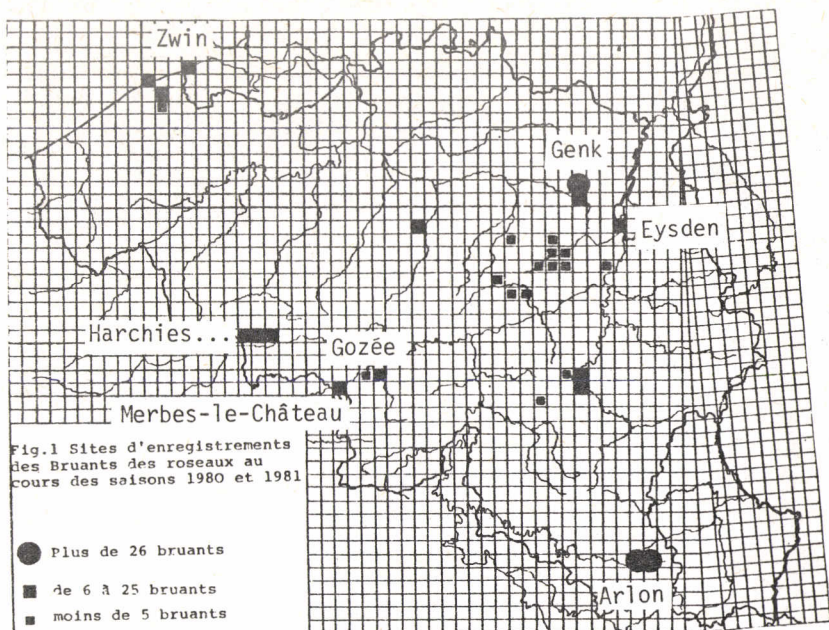 Zwin
Genk
Eysden
Harchies...
Gozée
Merbes-le-Château
Fig.1 Sites d'enregistrements
des Bruants des roseaux au
cours des saisons 1980 et 1981
Plus de 26 bruants
de 6 à 25 bruants
moins de 5 bruants
Arlon